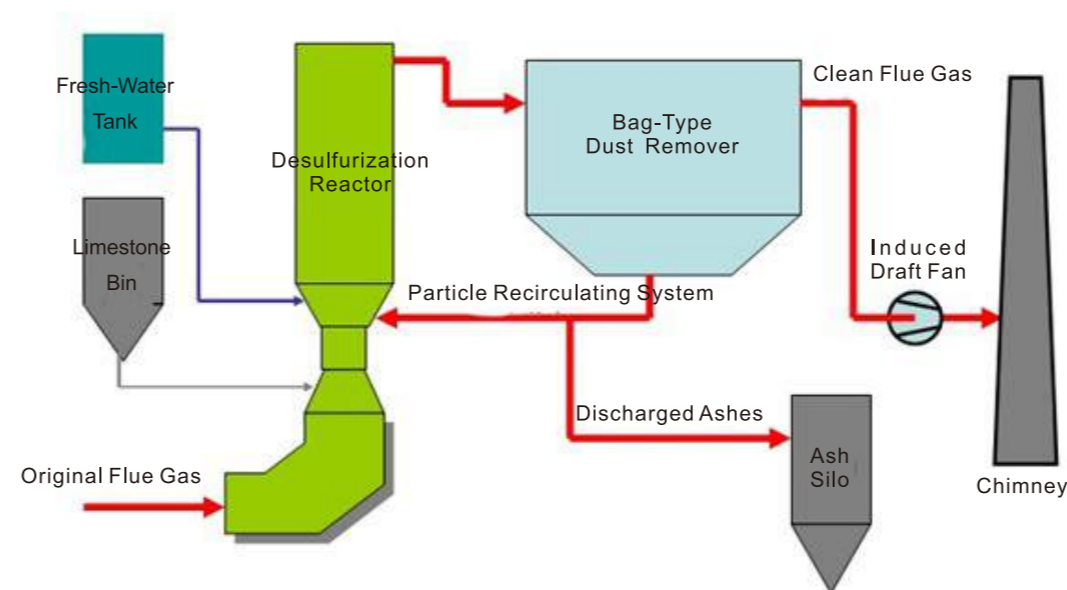 Fresh-Water
Tank
Limestone
Bin
Desulfurization
Reactor
Original Flue Gas
Bag-Type
Dust Remover
Particle Recirculating System
Discharged Ashes
Clean Flue Gas
Induced
Draft Fan
Ash
Silo
Chimney